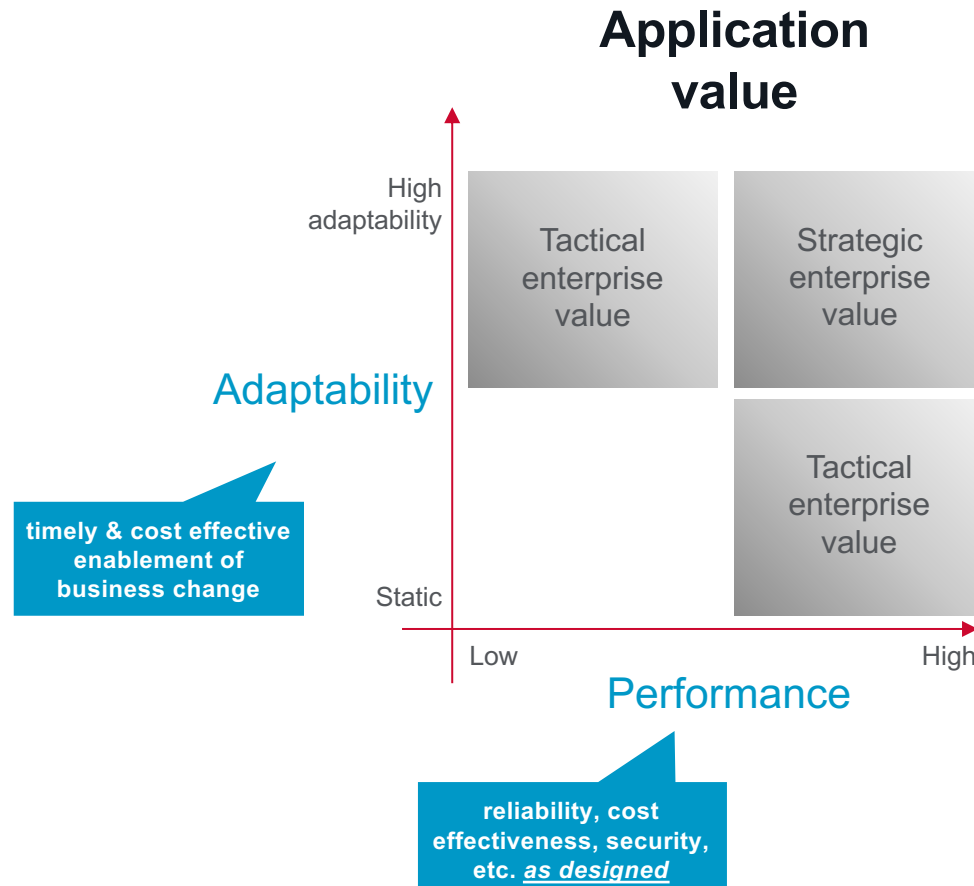 Application
value
High
adaptability
Tactical
enterprise
value
Strategic
enterprise
value
Adaptability
Tactical
enterprise
value
timely & cost effective
enablement of
business change
Static
Low
High
Performance
reliability, cost
effectiveness, security,
etc. as designed